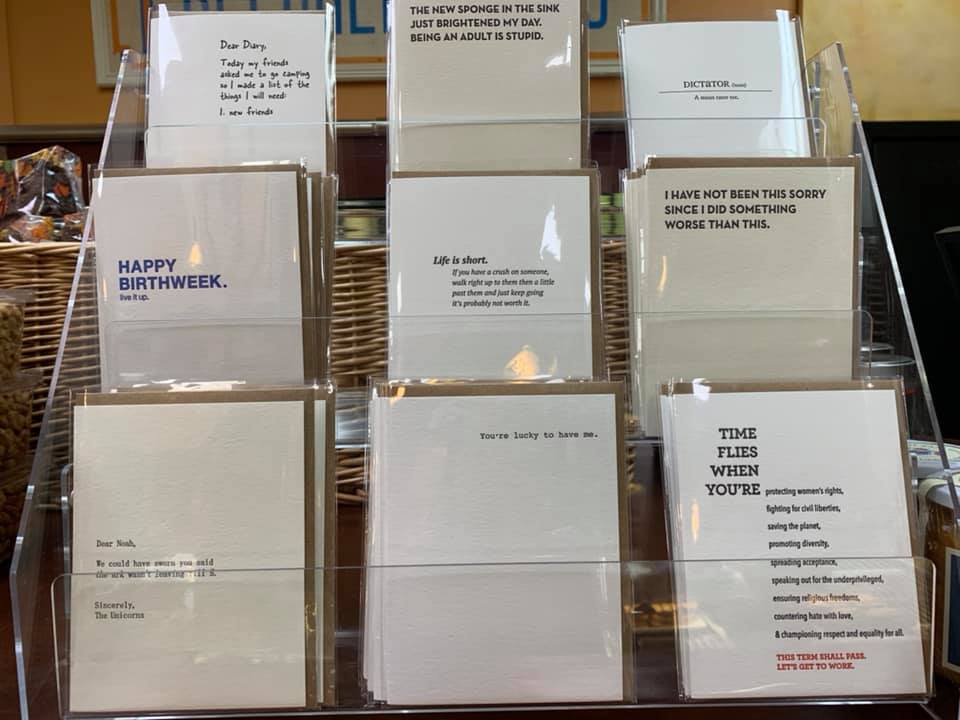 Dear Diary,
Today my friends
asked me to go camping
so I made a list of the
things I will need:
1. new friends
THE NEW SPONGE IN THE SINK
JUST BRIGHTENED MY DAY.
BEING AN ADULT IS STUPID.
DICTATOR (noun)
A mean tater tot.
HAPPY
BIRTHWEEK.
live it up.
Life is short.
If you have a crush on someone,
walk right up to them then a little
past them and just keep going
it's probably not worth it.
I HAVE NOT BEEN THIS SORRY
SINCE I DID SOMETHING
WORSE THAN THIS.
Dear Noah,
We could have sworn you said
the ark wasn't leaving till 5.
Sincerely,
The Unicorns
You're lucky to have me.
TIME
FLIES
WHEN
YOU'RE protecting women's rights,
fighting for civil liberties,
saving the planet,
promoting diversity,
spreading acceptance,
speaking out for the underprivileged,
ensuring religious freedoms,
countering hate with love,
& championing respect and equality for all.
THIS TERM SHALL PASS.
LET'S GET TO WORK.